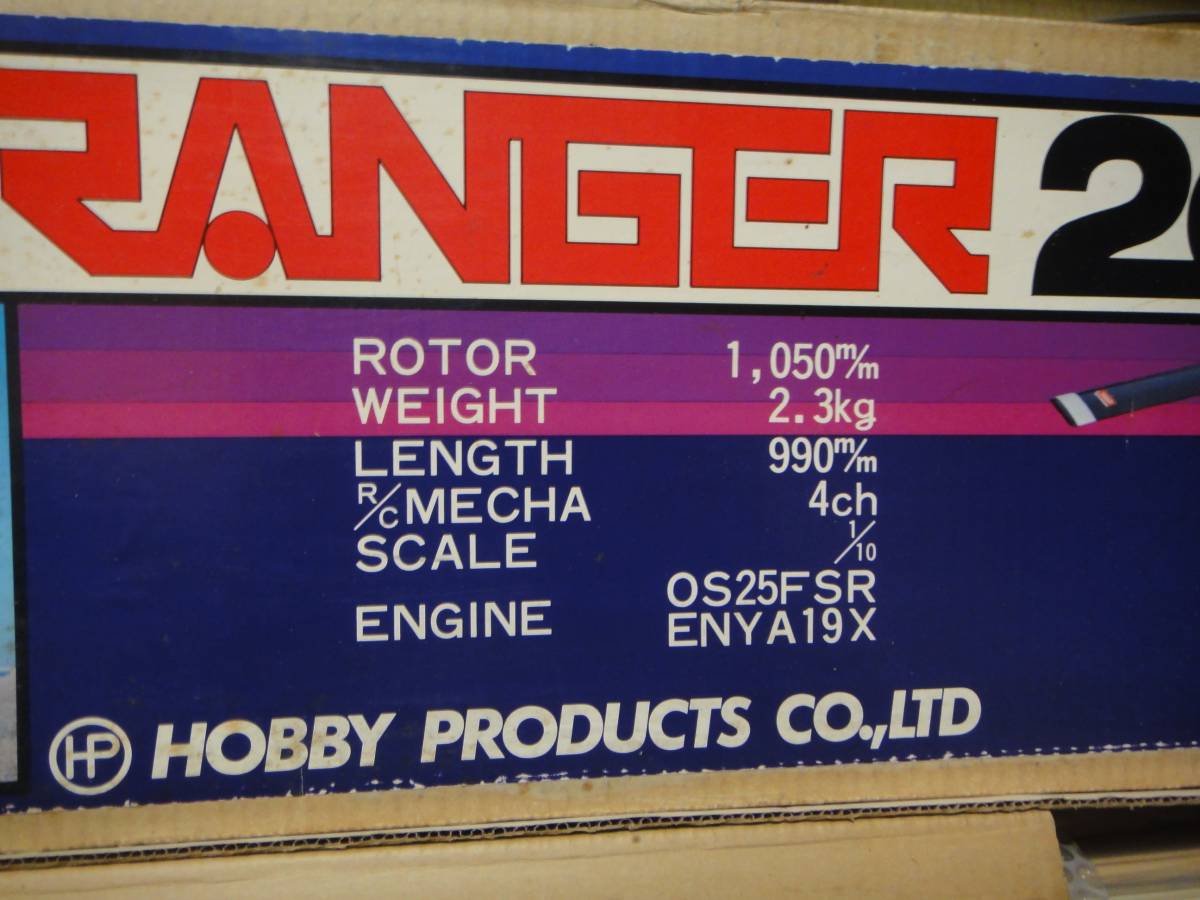 RANGER 2
ROTOR 1,050m/m
WEIGHT 2.3kg
LENGTH 990m/m
R/C MECHA 4ch
SCALE 1/10
ENGINE OS25FSR
ENYA19X
HP HOBBY PRODUCTS CO.,LTD